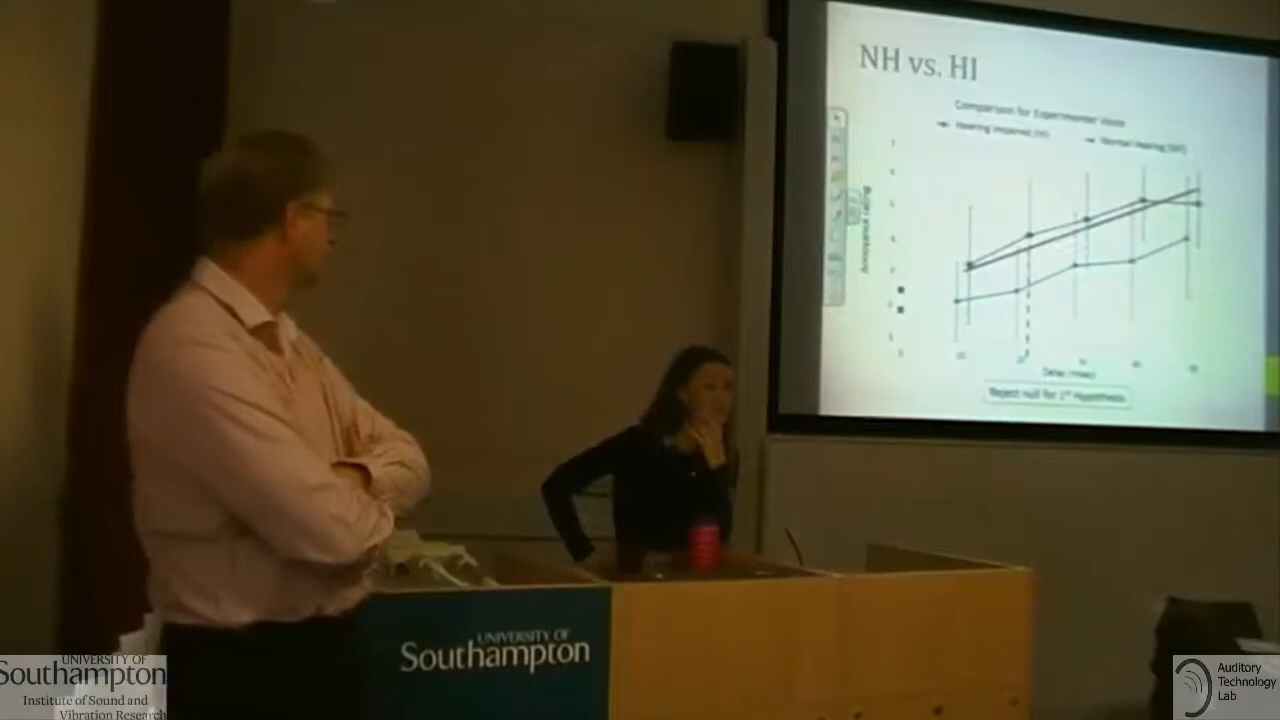 NH vs. HI
Comparison for Experimenter Voice
Hearing Impaired (HI)
Normal Hearing (NH)
Delay (msec)
Reject null for 1st Hypothesis
UNIVERSITY OF
Southampton
UNIVERSITY OF
Southampton
Institute of Sound and
Vibration Research
Auditory
Technology
Lab